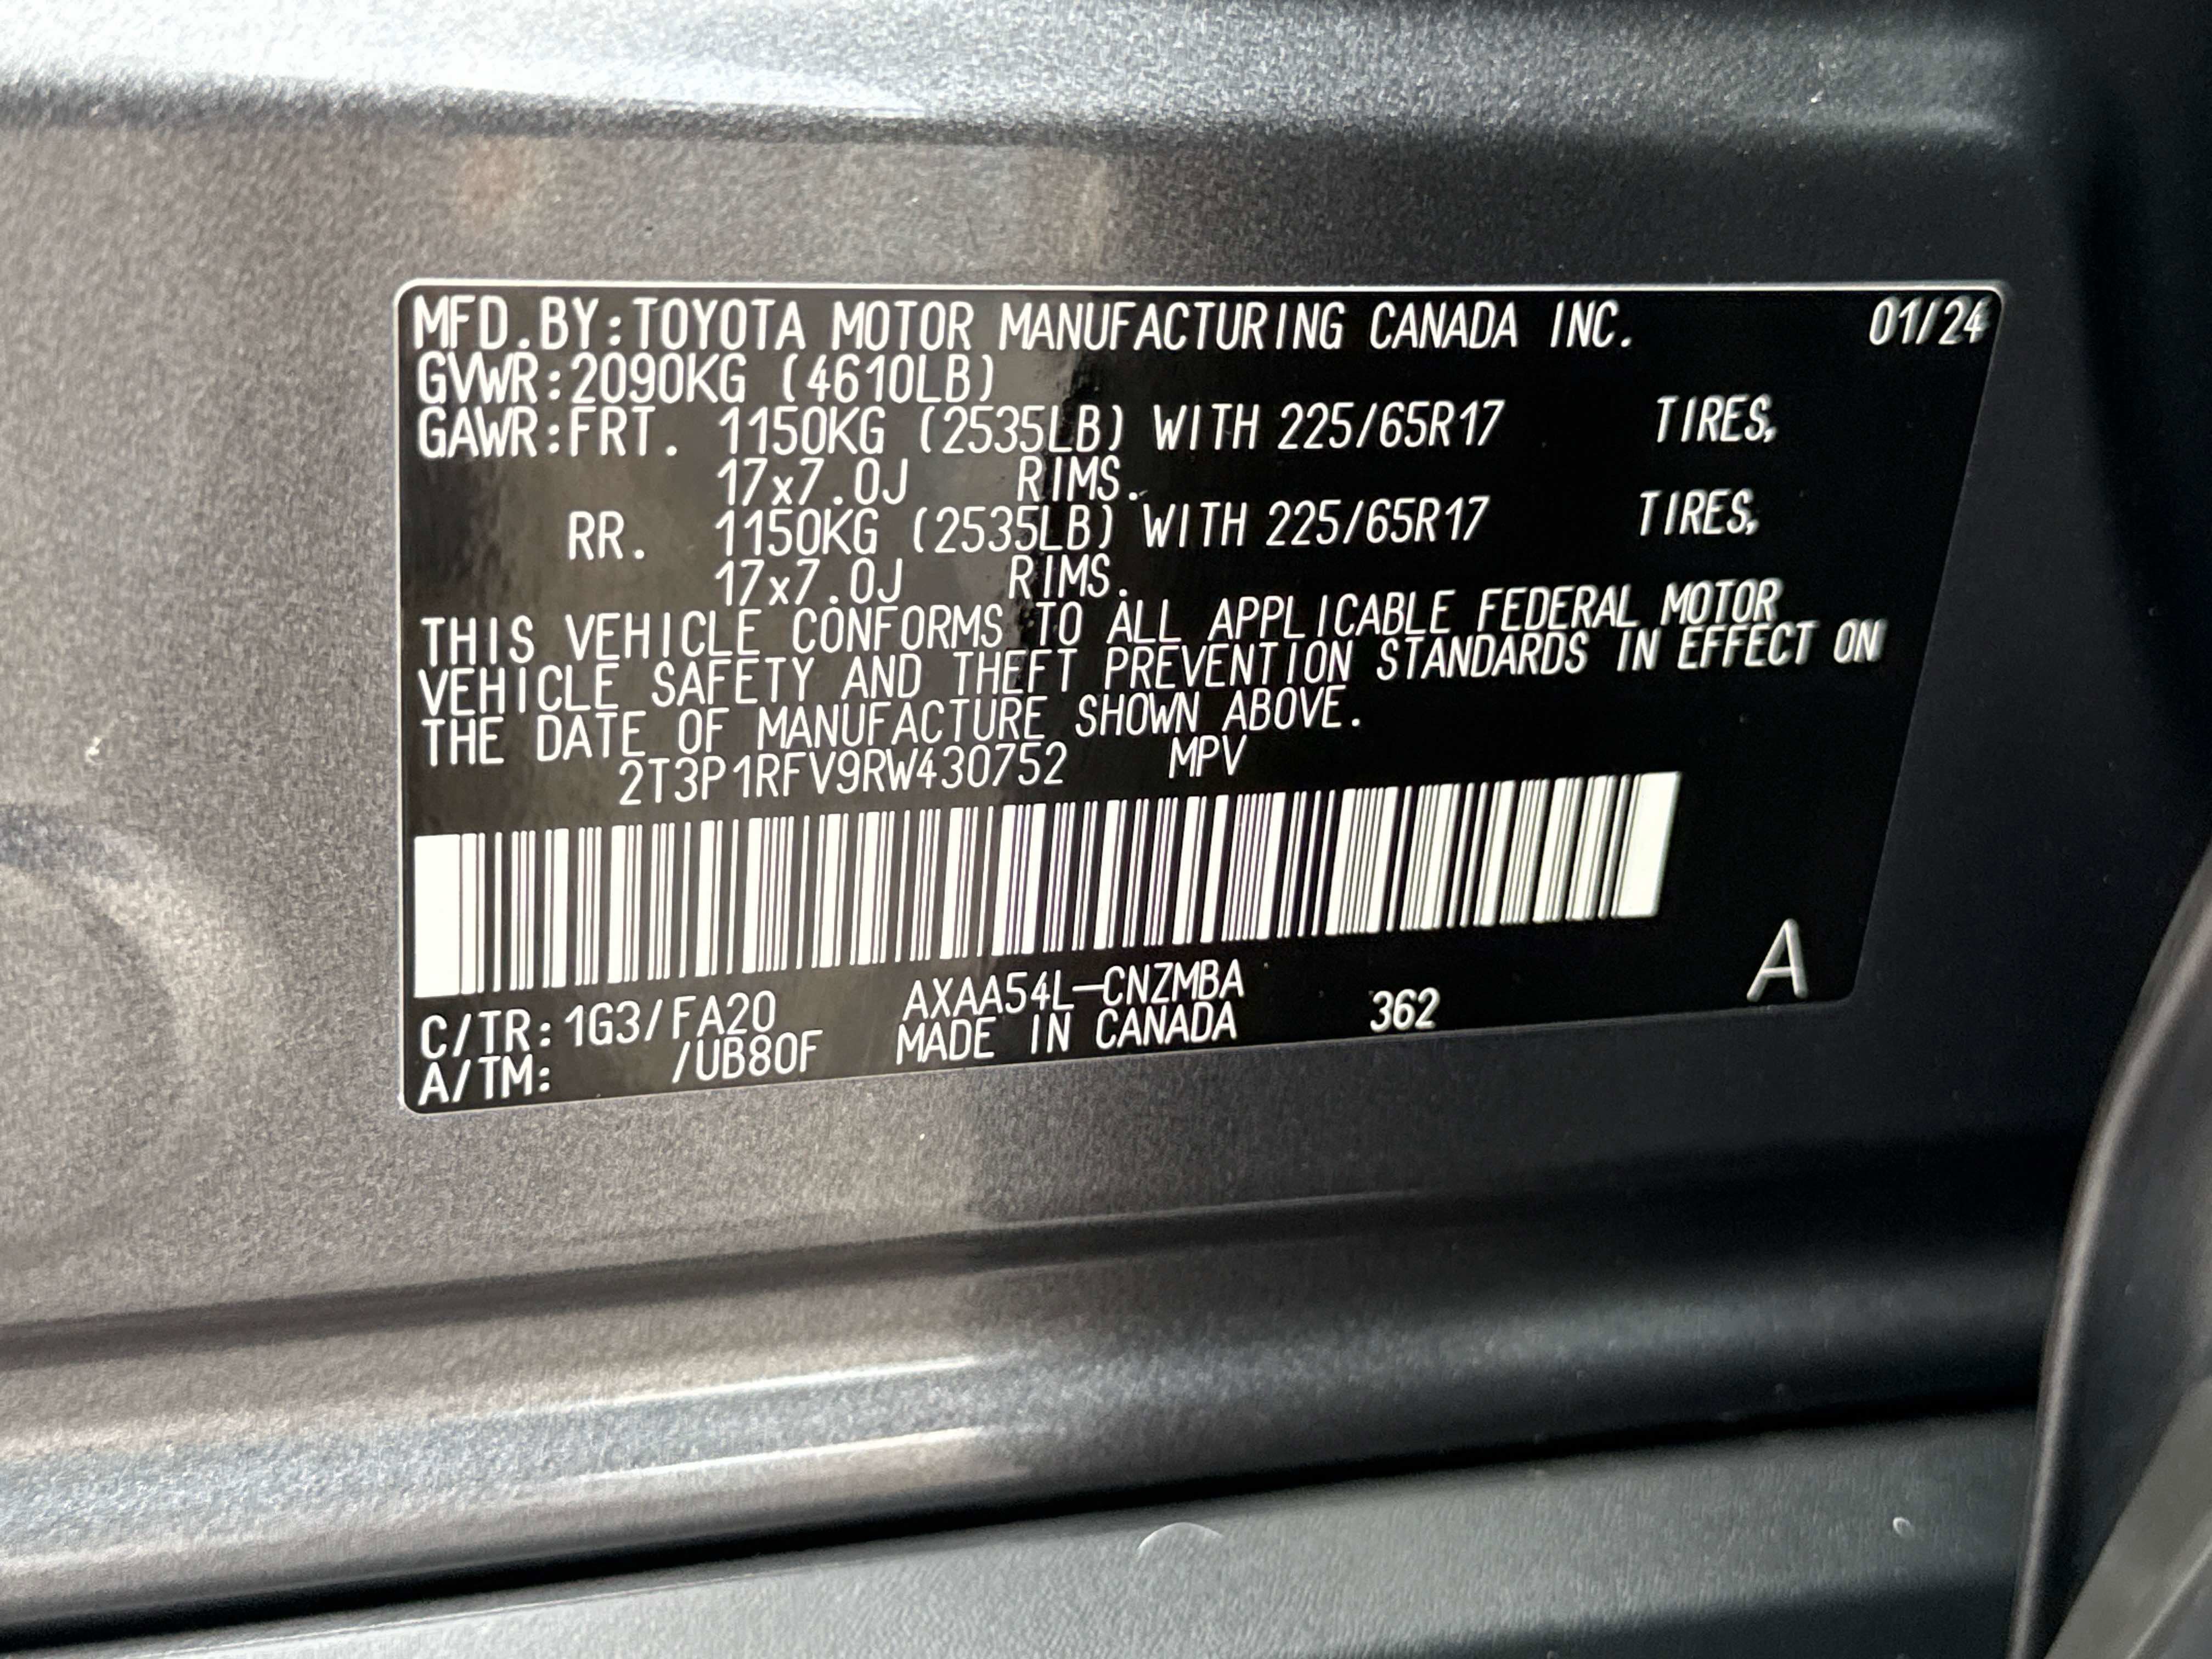 MFD.BY:TOYOTA MOTOR MANUFACTURING CANADA INC. 01/24
GVWR:2090KG (4610LB)
GAWR:FRT. 1150KG (2535LB) WITH 225/65R17 TIRES,
17x7.0J RIMS.
RR. 1150KG (2535LB) WITH 225/65R17 TIRES,
17x7.0J RIMS.
THIS VEHICLE CONFORMS TO ALL APPLICABLE FEDERAL MOTOR
VEHICLE SAFETY AND THEFT PREVENTION STANDARDS IN EFFECT ON
THE DATE OF MANUFACTURE SHOWN ABOVE.
2T3P1RFV9RW430752 MPV
A
C/TR:1G3/FA20 AXAA54L-CNZMBA
A/TM: /UB80F MADE IN CANADA 362